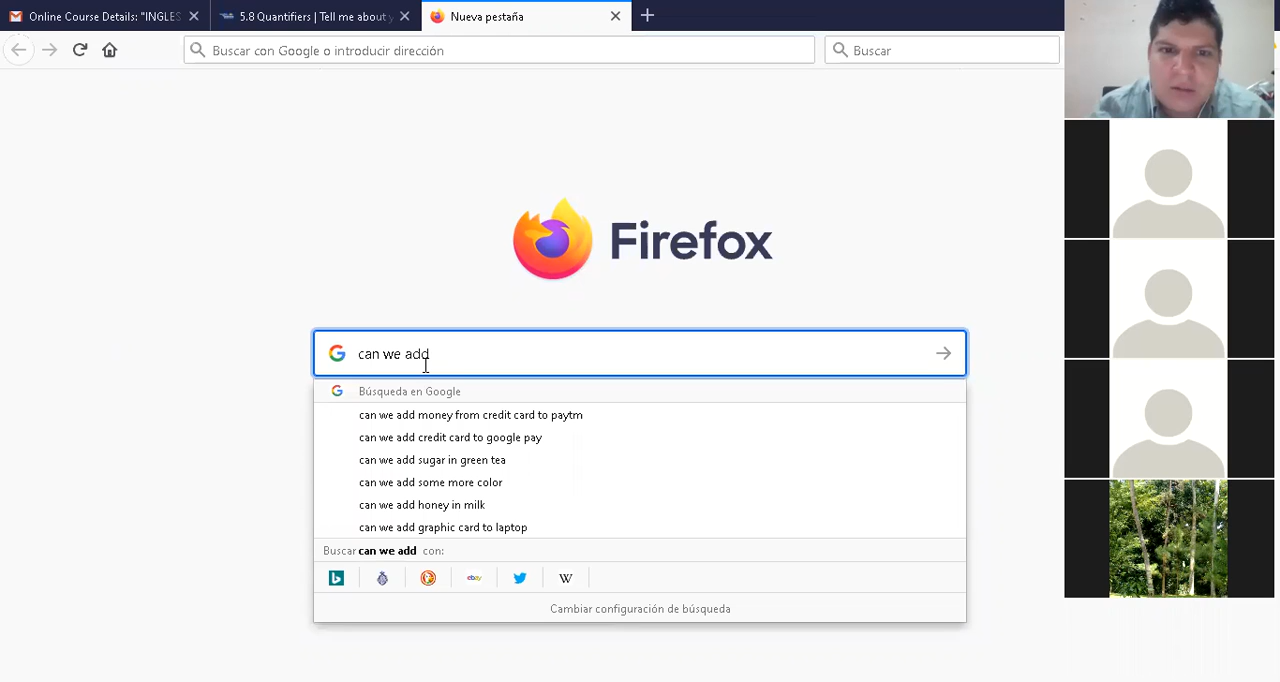 Online Course Details: "INGLES
5.8 Quantifiers | Tell me about y
Nueva pestaña
Buscar con Google o introducir dirección
Buscar
Firefox
can we add
Búsqueda en Google
can we add money from credit card to paytm
can we add credit card to google pay
can we add sugar in green tea
can we add some more color
can we add honey in milk
can we add graphic card to laptop
Buscar can we add con:
ebay
W
Cambiar configuración de búsqueda